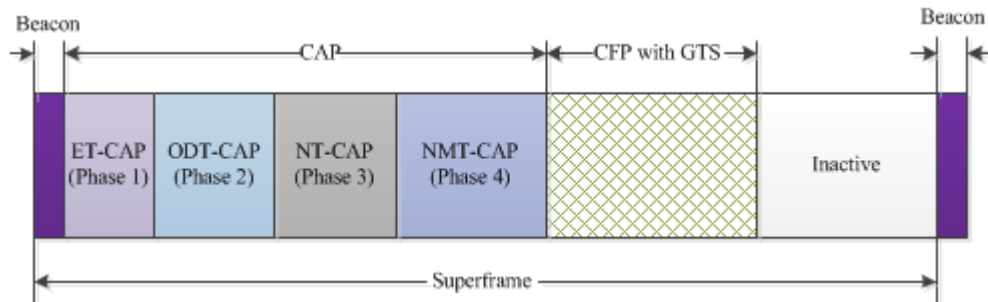 Beacon
Beacon
CAP
CFP with GTS
ET-CAP
(Phase 1)
ODT-CAP
(Phase 2)
NT-CAP
(Phase 3)
NMT-CAP
(Phase 4)
Inactive
Superframe